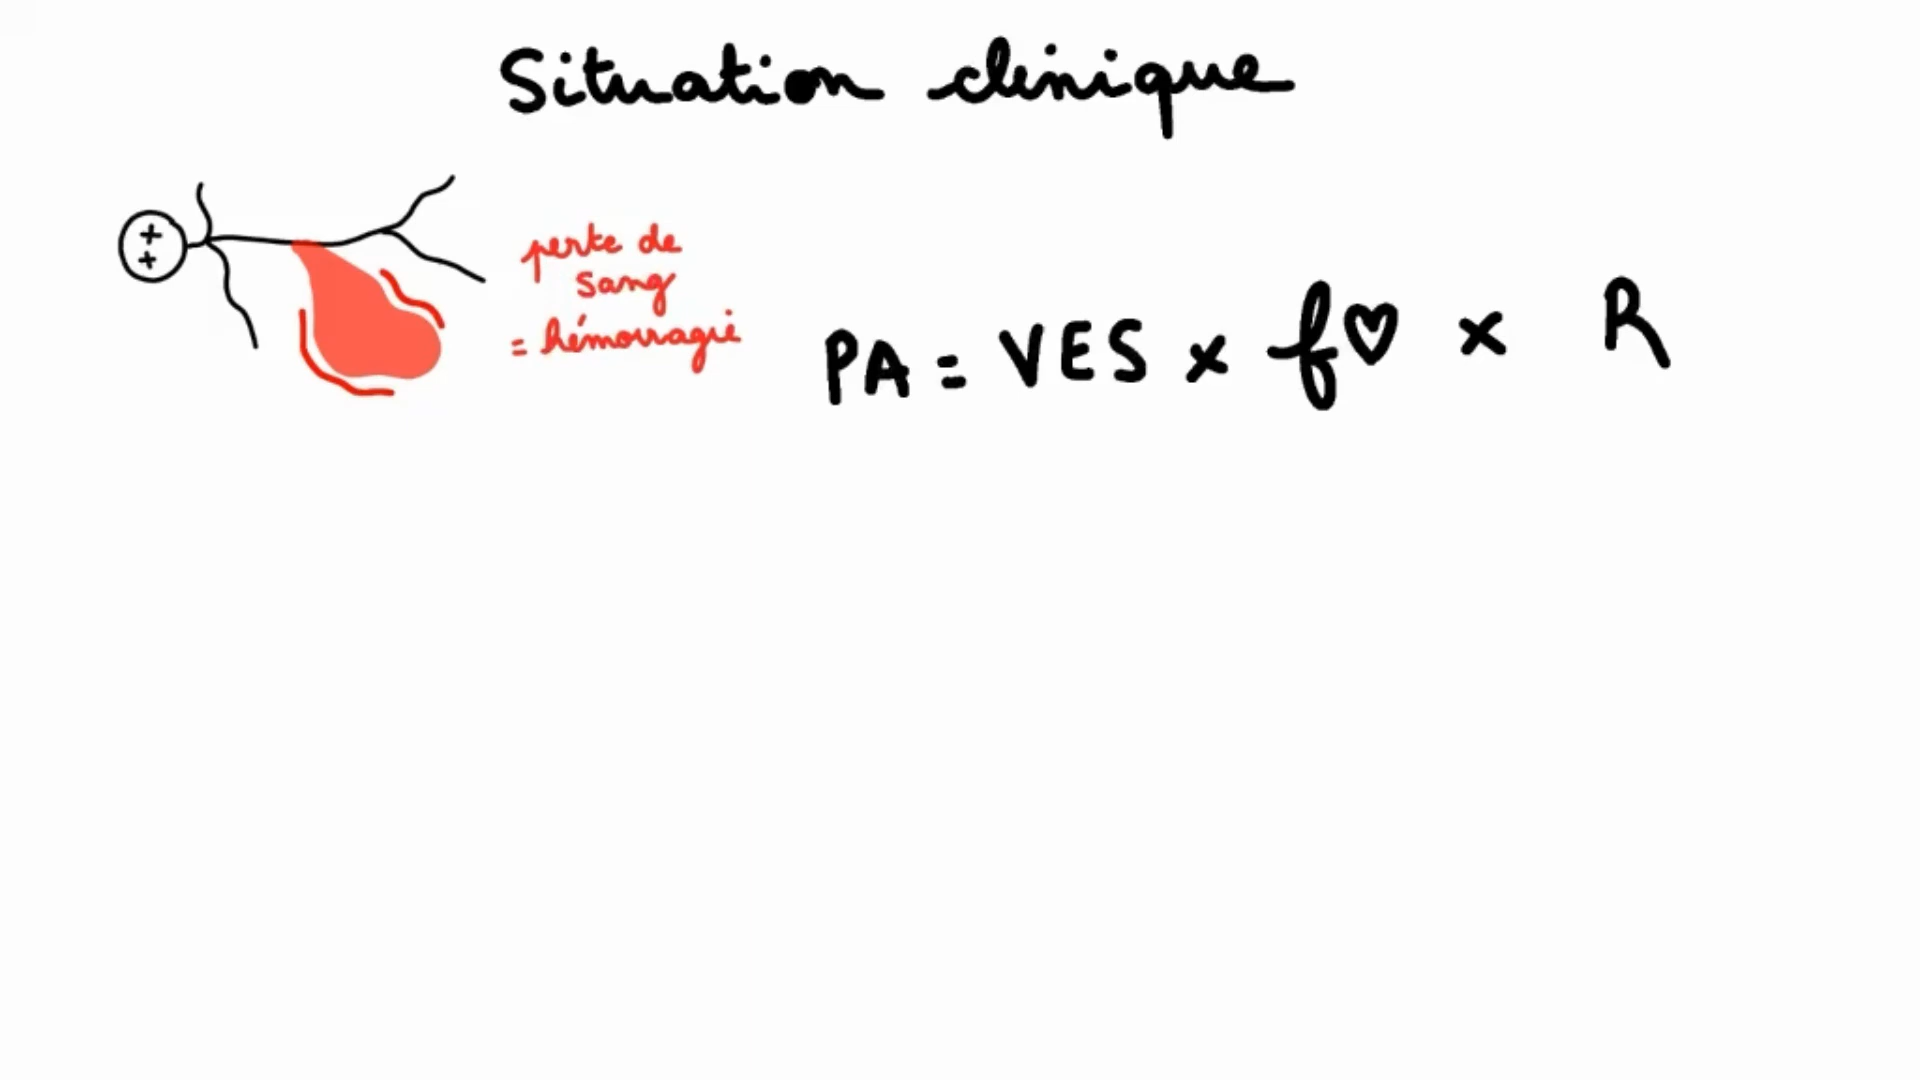 Situation clinique
+
+
perte de
sang
= hémorragie
PA = VES x f♡ x R